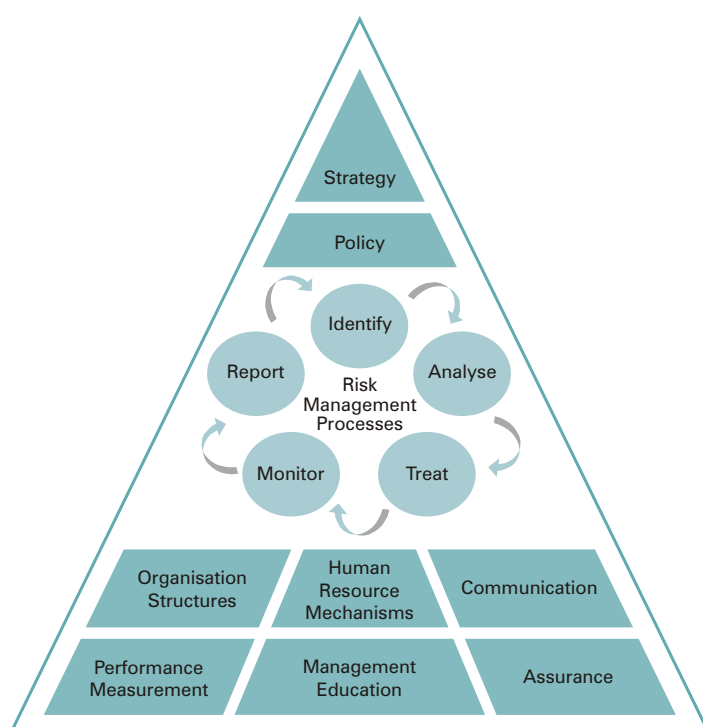 Strategy
Policy
Identify
Report
Analyse
Risk
Management
Processes
Monitor
Treat
Organisation
Structures
Human
Resource
Mechanisms
Communication
Performance
Measurement
Management
Education
Assurance